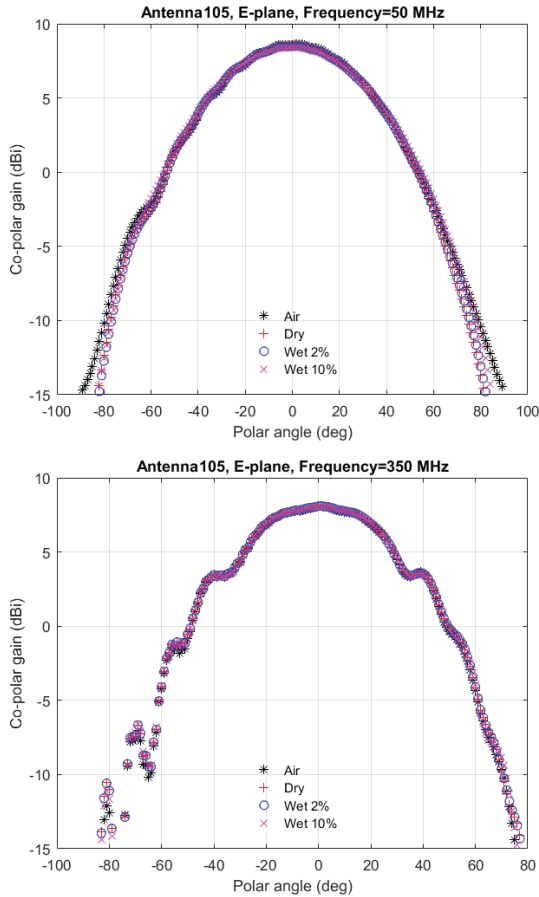 Antenna105, E-plane, Frequency=50 MHz
10
5
0
-5
-10
-15
Co-polar gain (dBi)
Air
Dry
Wet 2%
Wet 10%
-100 -80 -60 -40 -20 0 20 40 60 80 100
Polar angle (deg)
Antenna105, E-plane, Frequency=350 MHz
10
5
0
-5
-10
-15
Co-polar gain (dBi)
Air
Dry
Wet 2%
Wet 10%
-100 -80 -60 -40 -20 0 20 40 60 80
Polar angle (deg)